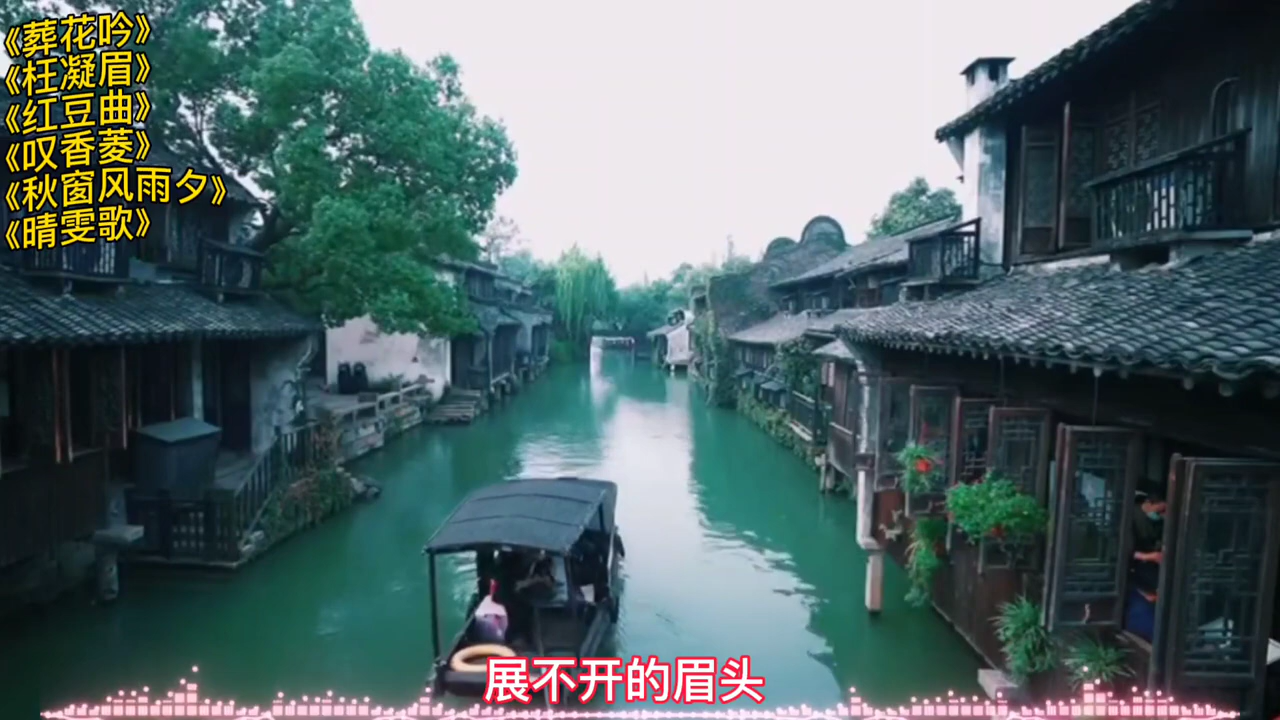 《葬花吟》
《枉凝眉》
《红豆曲》
《叹香菱》
《秋窗风雨夕》
《晴雯歌》
展不开的眉头